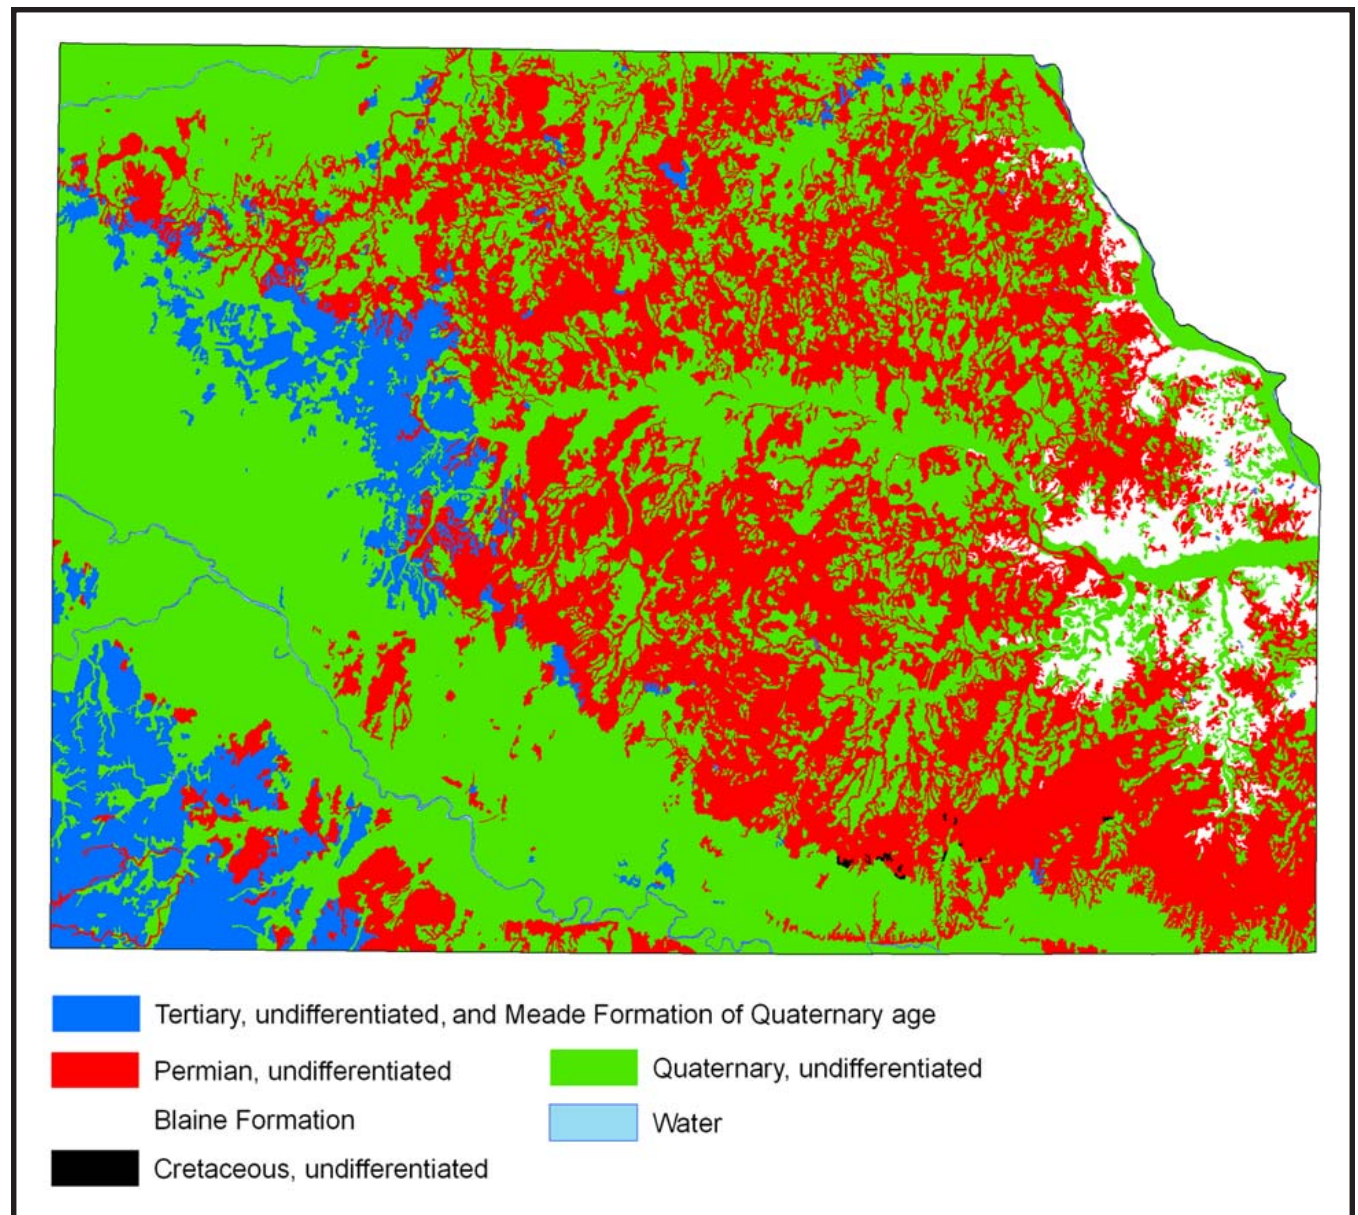 Tertiary, undifferentiated, and Meade Formation of Quaternary age
Permian, undifferentiated
Quaternary, undifferentiated
Blaine Formation
Water
Cretaceous, undifferentiated